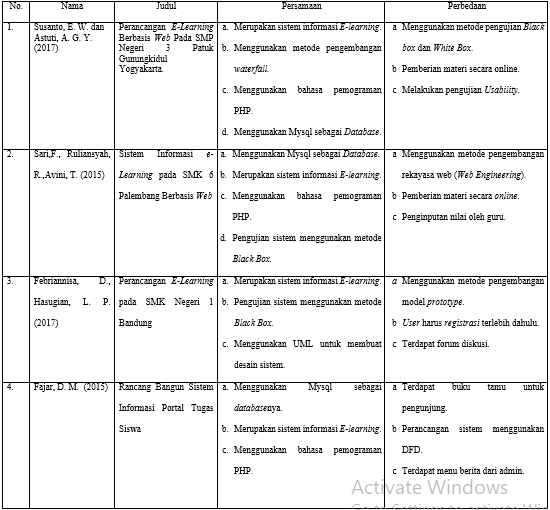 No. Nama Judul Persamaan Perbedaan
1. Susanto, E. W. dan
Astuti, A. G. Y.
(2017)
Perancangan E-Learning
Berbasis Web Pada SMP
Negeri 3 Patuk
Gunungkidul
Yogyakarta.
a. Merupakan sistem informasi E-learning.
b. Menggunakan metode pengembangan
waterfall.
c. Menggunakan bahasa pemograman
PHP.
d. Menggunakan Mysql sebagai Database.
a Menggunakan metode pengujian Black
box dan White Box.
b Pemberian materi secara online.
c Melakukan pengujian Usability.
2. Sari,F., Ruliansyah,
R.,Avini, T. (2015)
Sistem Informasi e-
Learning pada SMK 6
Palembang Berbasis Web
a. Menggunakan Mysql sebagai Database.
b. Merupakan sistem informasi E-learning.
c. Menggunakan bahasa pemograman
PHP.
d. Pengujian sistem menggunakan metode
Black Box.
a Menggunakan metode pengembangan
rekayasa web (Web Engineering).
b Pemberian materi secara online.
c Penginputan nilai oleh guru.
3. Febriannisa, D.,
Hasugian, L. P.
(2017)
Perancangan E-Learning
pada SMK Negeri 1
Bandung
a. Merupakan sistem informasi E-learning.
b. Pengujian sistem menggunakan metode
Black Box.
c. Menggunakan UML untuk membuat
desain sistem.
a Menggunakan metode pengembangan
model prototype.
b User harus registrasi terlebih dahulu.
c Terdapat forum diskusi.
4. Fajar, D. M. (2015)
Rancang Bangun Sistem
Informasi Portal Tugas
Siswa
a. Menggunakan Mysql sebagai
databasenya.
b. Merupakan sistem informasi E-learning.
c. Menggunakan bahasa pemograman
PHP.
a Terdapat buku tamu untuk
pengunjung.
b Perancangan sistem menggunakan
DFD.
c Terdapat menu berita dari admin.
Activate Windows
Go to Settings to activate Win